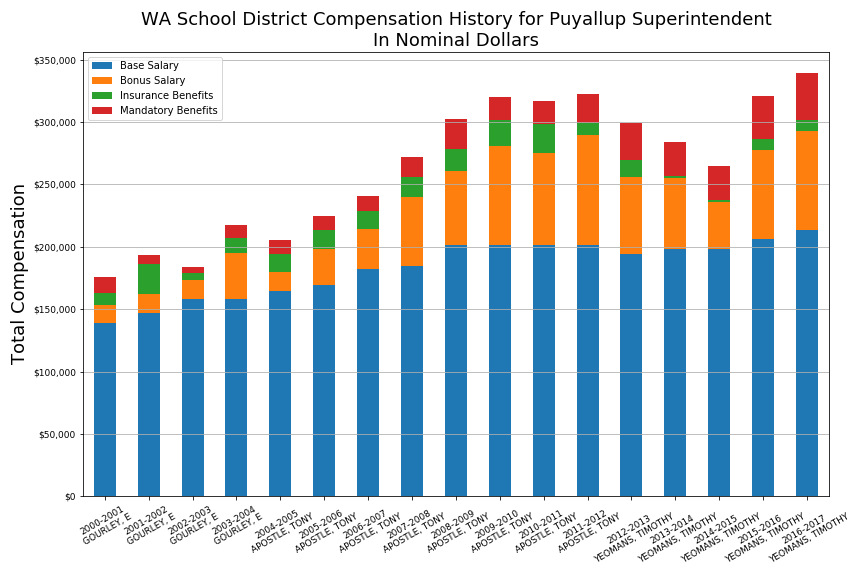 WA School District Compensation History for Puyallup Superintendent
In Nominal Dollars
Base Salary
Bonus Salary
Insurance Benefits
Mandatory Benefits
Total Compensation
$350,000
$300,000
$250,000
$200,000
$150,000
$100,000
$50,000
$0
2000-2001
GOURLEY, E
2001-2002
GOURLEY, E
2002-2003
GOURLEY, E
2003-2004
GOURLEY, E
2004-2005
APOSTLE, TONY
2005-2006
APOSTLE, TONY
2006-2007
APOSTLE, TONY
2007-2008
APOSTLE, TONY
2008-2009
APOSTLE, TONY
2009-2010
APOSTLE, TONY
2010-2011
APOSTLE, TONY
2011-2012
APOSTLE, TONY
2012-2013
YEOMANS, TIMOTHY
2013-2014
YEOMANS, TIMOTHY
2014-2015
YEOMANS, TIMOTHY
2015-2016
YEOMANS, TIMOTHY
2016-2017
YEOMANS, TIMOTHY